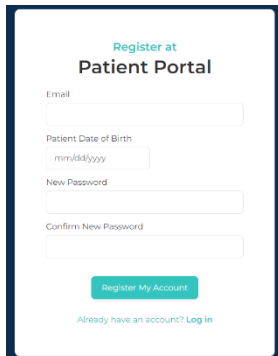 Register at
Patient Portal
Email
Patient Date of Birth
mm/dd/yyyy
New Password
Confirm New Password
Register My Account
Already have an account? Log in